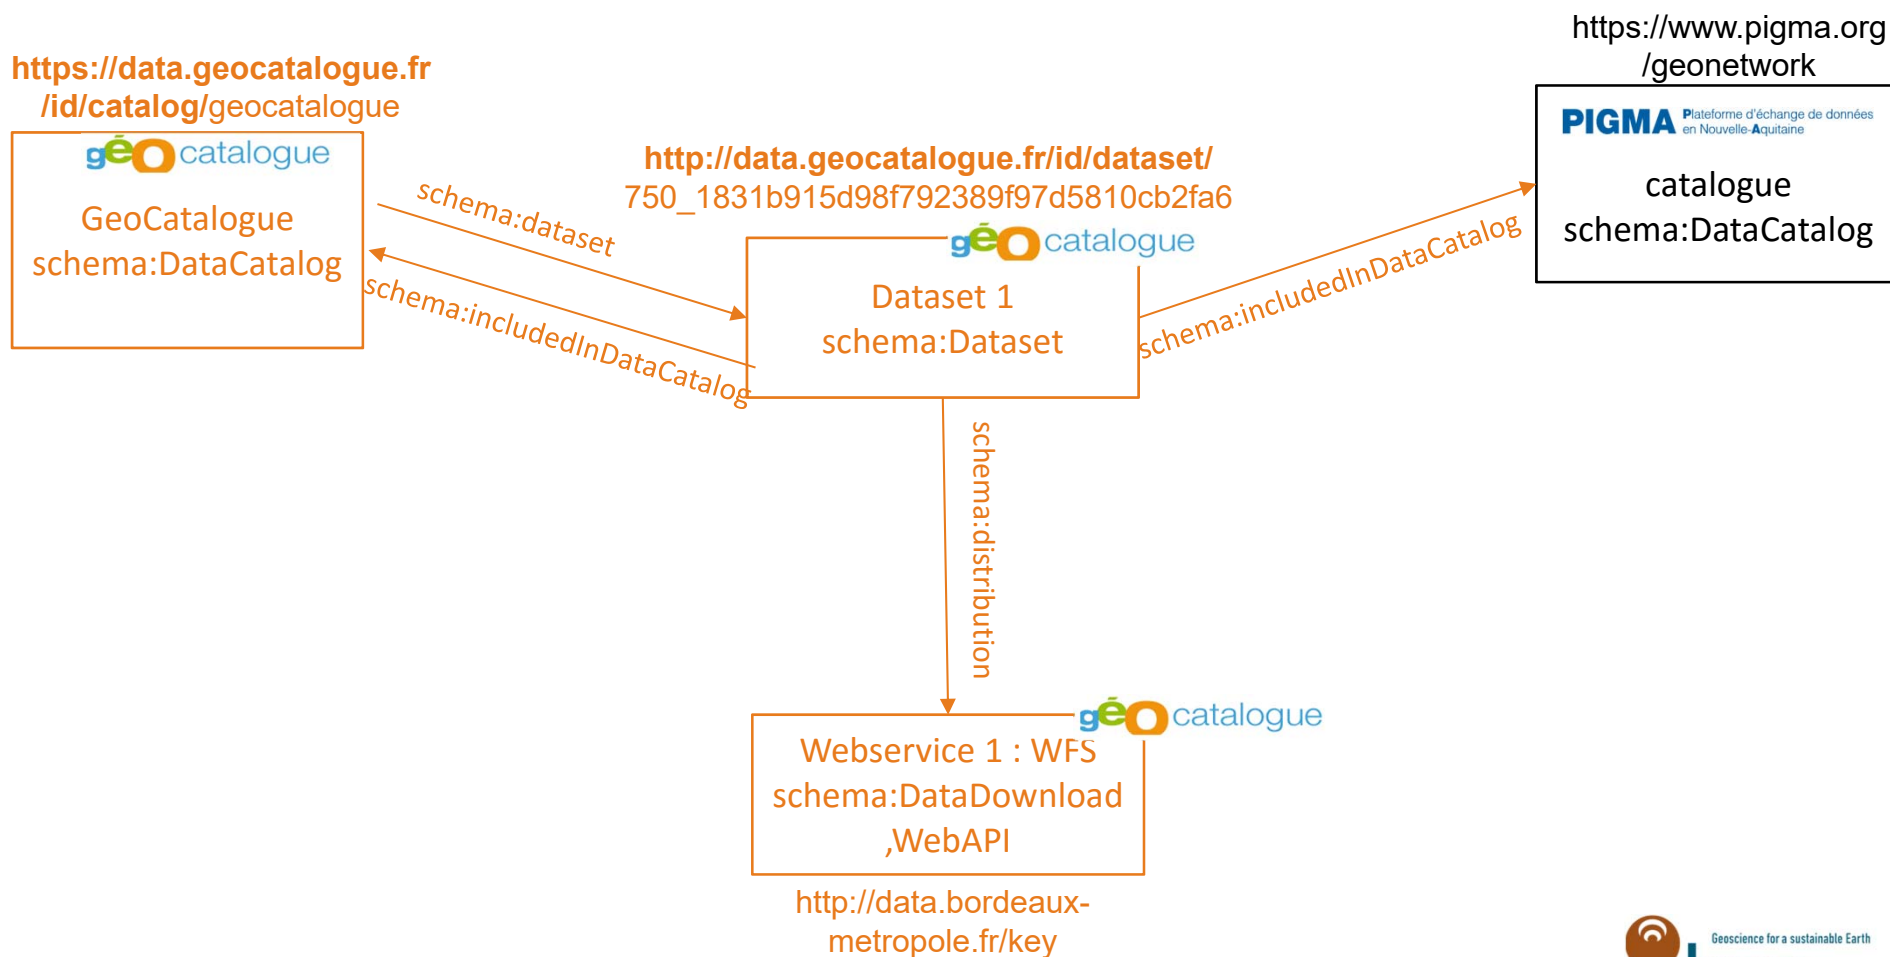 https://www.pigma.org
/geonetwork
https://data.geocatalogue.fr
/id/catalog/geocatalogue
géocatalogue
GeoCatalogue
schema:DataCatalog
schema:dataset
schema:includedInDataCatalog
http://data.geocatalogue.fr/id/dataset/
750_1831b915d98f792389f97d5810cb2fa6
géocatalogue
Dataset 1
schema:Dataset
schema:includedInDataCatalog
PIGMA Plateforme d'échange de données
en Nouvelle-Aquitaine
catalogue
schema:DataCatalog
schema:distribution
géocatalogue
Webservice 1 : WFS
schema:DataDownload
,WebAPI
http://data.bordeaux-
metropole.fr/key
Geoscience for a sustainable Earth